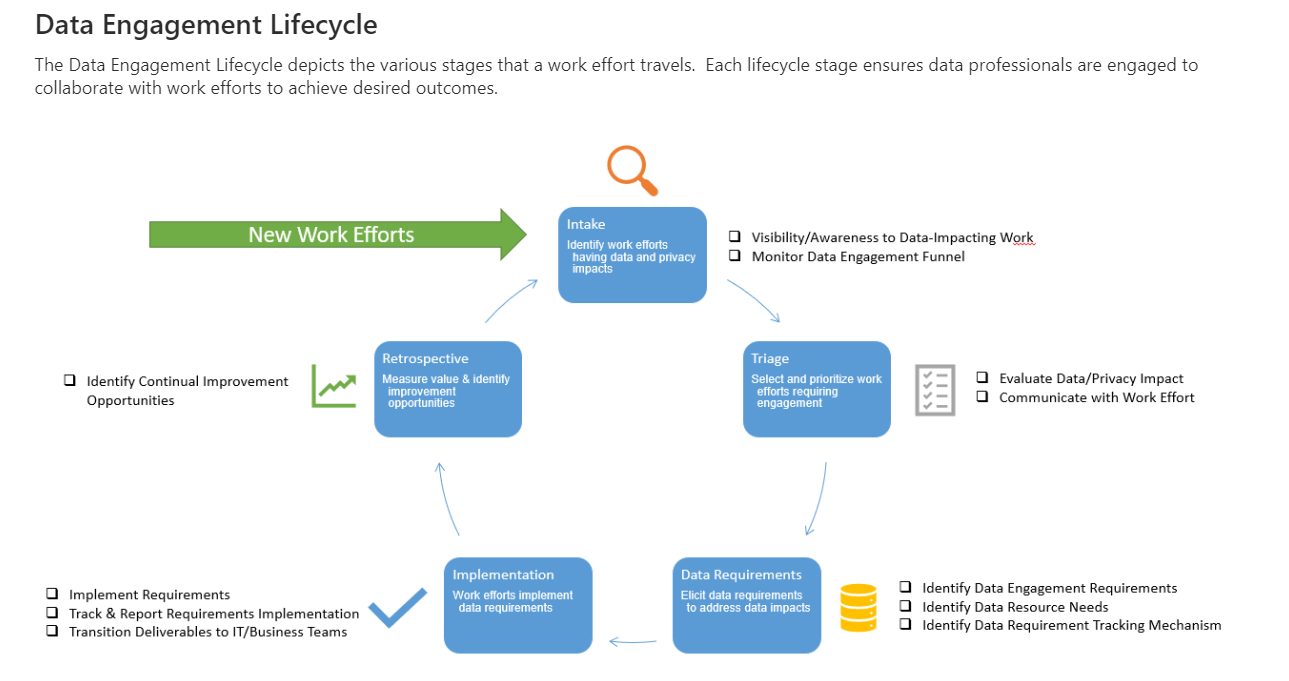 Data Engagement Lifecycle
The Data Engagement Lifecycle depicts the various stages that a work effort travels.  Each lifecycle stage ensures data professionals are engaged to
collaborate with work efforts to achieve desired outcomes.
New Work Efforts
Intake
Identify work efforts
having data and privacy
impacts
Visibility/Awareness to Data-Impacting Work
Monitor Data Engagement Funnel
Triage
Select and prioritize work
efforts requiring
engagement
Evaluate Data/Privacy Impact
Communicate with Work Effort
Data Requirements
Elicit data requirements
to address data impacts
Identify Data Engagement Requirements
Identify Data Resource Needs
Identify Data Requirement Tracking Mechanism
Implementation
Work efforts implement
data requirements
Implement Requirements
Track & Report Requirements Implementation
Transition Deliverables to IT/Business Teams
Retrospective
Measure value & identify
improvement
opportunities
Identify Continual Improvement
Opportunities